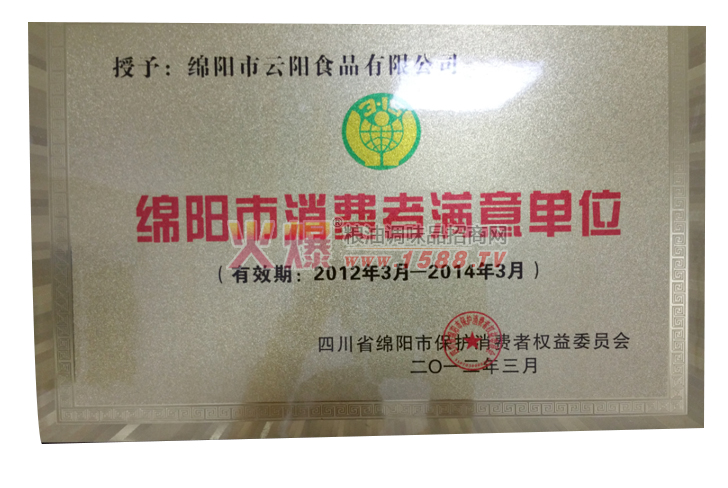 授予：绵阳市云阳食品有限公司
3·15
绵阳市消费者满意单位
火爆粮油调味品招商网
www.1588.TV
（有效期：2012年3月—2014年3月）
四川省绵阳市保护消费者权益委员会
二〇一二年三月